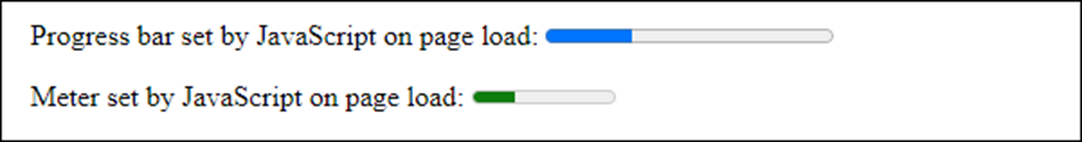 Progress bar set by JavaScript on page load:
Meter set by JavaScript on page load: